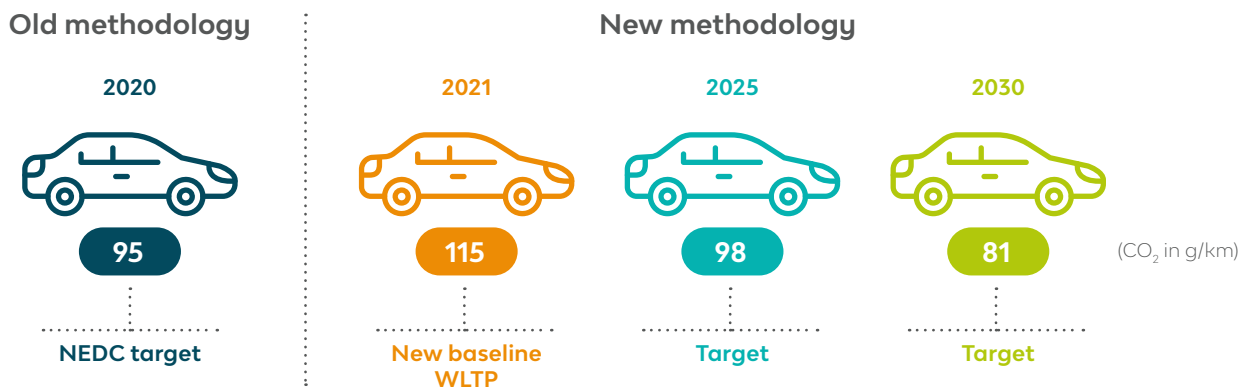 Old methodology
New methodology
2020
2021
2025
2030
95
115
98
81
(CO₂ in g/km)
NEDC target
New baseline
WLTP
Target
Target